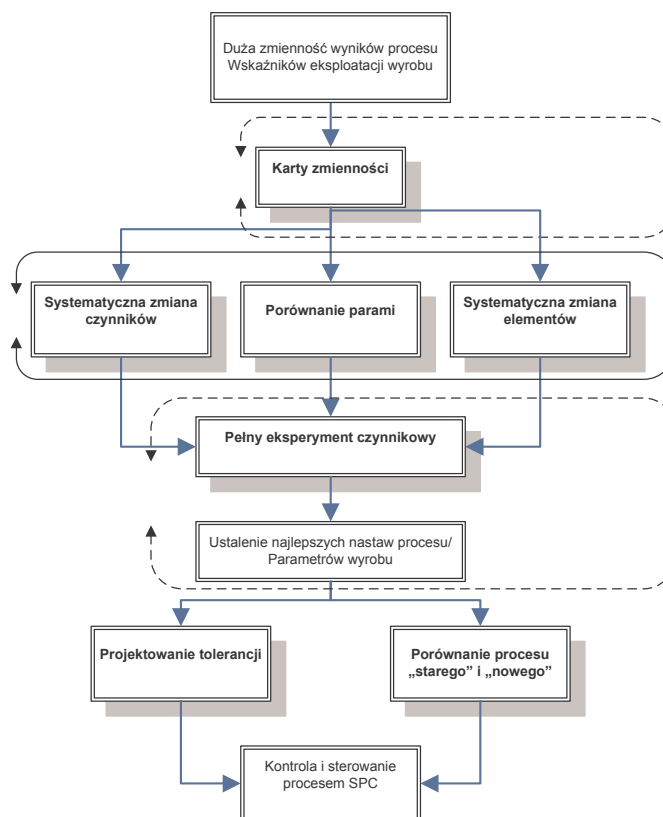 Duża zmienność wyników procesu
Wskaźników eksploatacji wyrobu
Karty zmienności
Systematyczna zmiana
czynników
Porównanie parami
Systematyczna zmiana
elementów
Pełny eksperyment czynnikowy
Ustalenie najlepszych nastaw procesu/
Parametrów wyrobu
Projektowanie tolerancji
Porównanie procesu
„starego” i „nowego”
Kontrola i sterowanie
procesem SPC